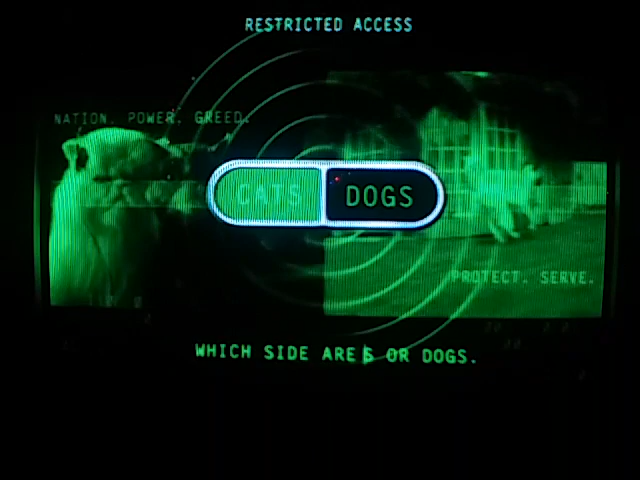 RESTRICTED ACCESS
NATION. POWER. GREED.
CATS DOGS
PROTECT. SERVE.
WHICH SIDE ARE S OR DOGS.